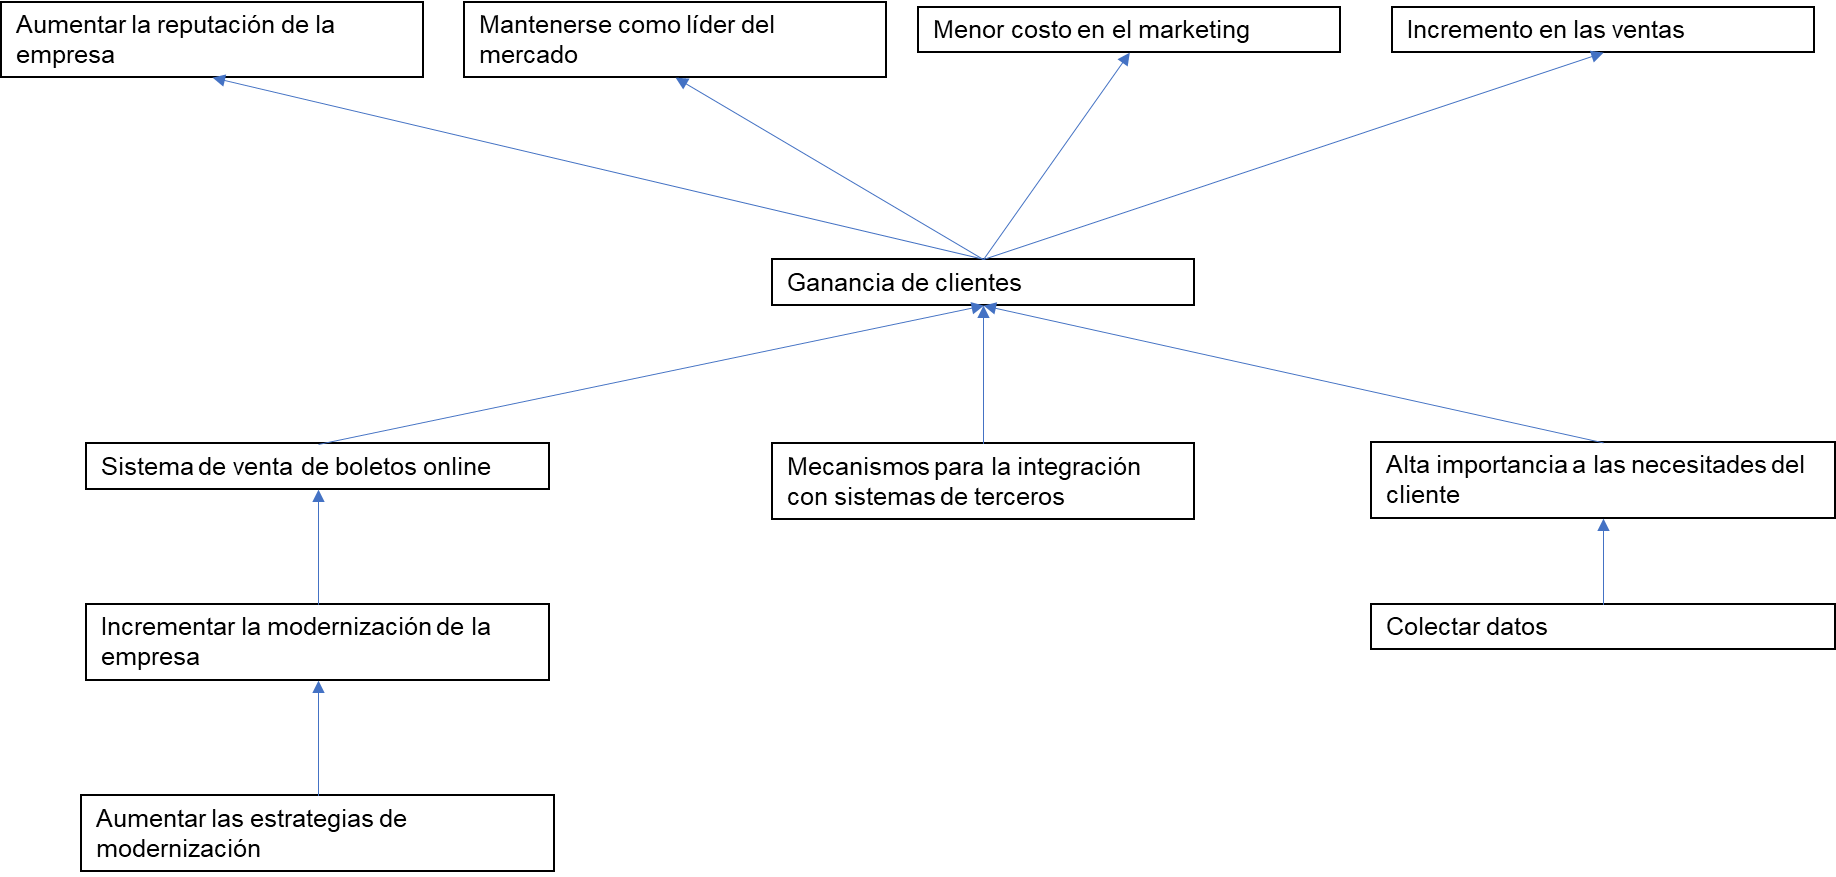 Aumentar la reputación de la
empresa
Mantenerse como líder del
mercado
Menor costo en el marketing
Incremento en las ventas
Ganancia de clientes
Sistema de venta de boletos online
Mecanismos para la integración
con sistemas de terceros
Alta importancia a las necesitades del
cliente
Incrementar la modernización de la
empresa
Colectar datos
Aumentar las estrategias de
modernización